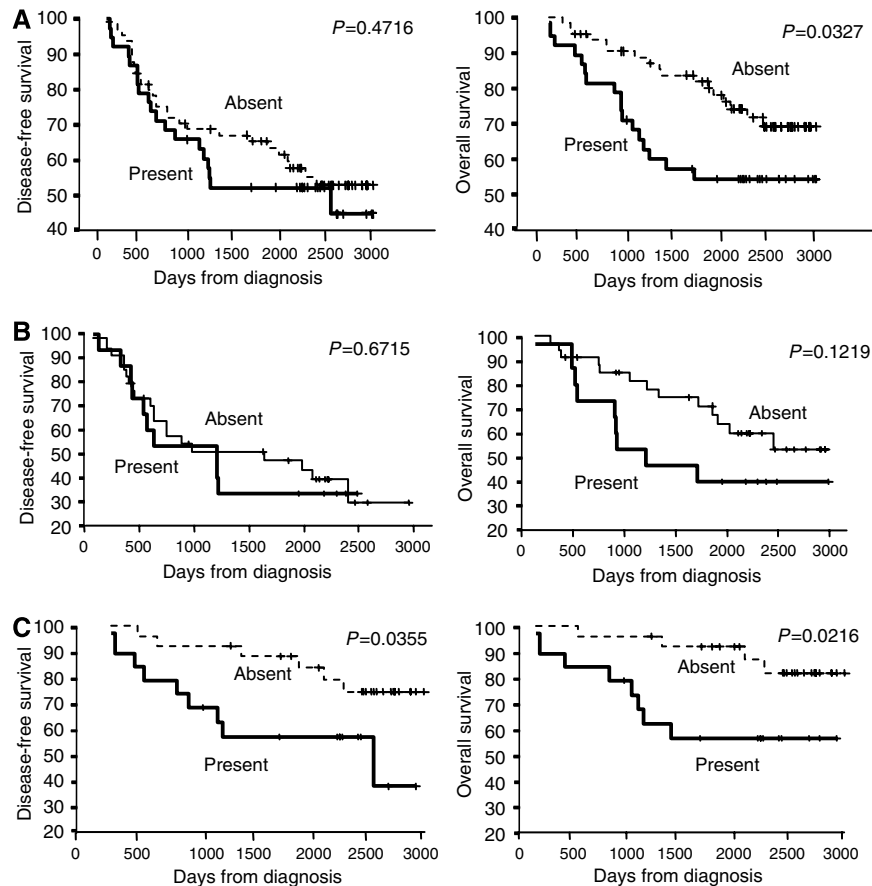 A
Disease-free survival
100
90
80
70
60
50
40
P=0.4716
Absent
Present
0 500 1000 1500 2000 2500 3000
Days from diagnosis
Overall survival
100
90
80
70
60
50
40
P=0.0327
Absent
Present
0 500 1000 1500 2000 2500 3000
Days from diagnosis
B
Disease-free survival
100
90
80
70
60
50
40
30
20
P=0.6715
Absent
Present
0 500 1000 1500 2000 2500 3000
Days from diagnosis
Overall survival
100
90
80
70
60
50
40
30
20
P=0.1219
Absent
Present
0 500 1000 1500 2000 2500 3000
Days from diagnosis
C
Disease-free survival
100
90
80
70
60
50
40
30
20
P=0.0355
Absent
Present
500 1000 1500 2000 2500 3000
Days from diagnosis
Overall survival
100
90
80
90
60
50
40
30
20
P=0.0216
Absent
Present
500 1000 1500 2000 2500 3000
Days from diagnosis